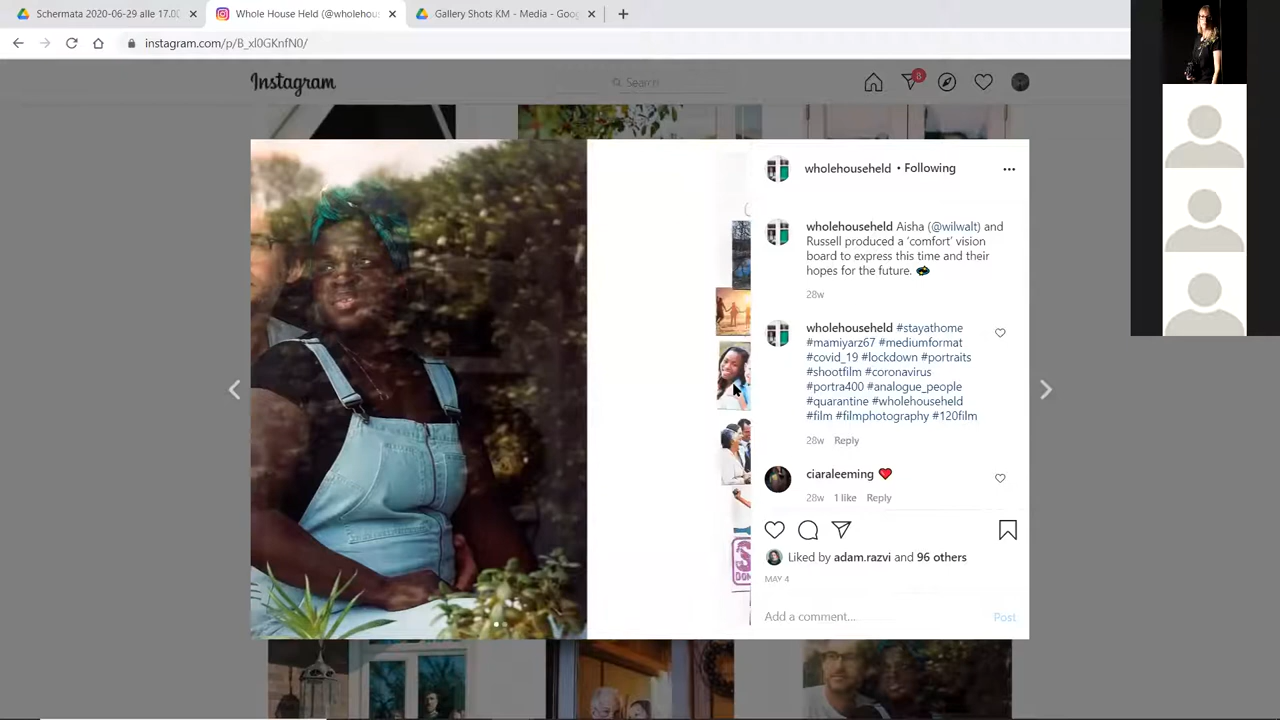 Schermata 2020-06-29 alle 17.00
Whole House Held (@wholehou
Gallery Shots KM - Media - Goo
instagram.com/p/B_xl0GKnfN0/
Instagram
Search
8
wholehouseheld • Following
wholehouseheld Aisha (@wilwalt) and
Russell produced a ‘comfort’ vision
board to express this time and their
hopes for the future.
28w
wholehouseheld #stayathome
#mamiyarz67 #mediumformat
#covid_19 #lockdown #portraits
#shootfilm #coronavirus
#portra400 #analogue_people
#quarantine #wholehouseheld
#film #filmphotography #120film
28w Reply
ciaraleeming
28w 1 like Reply
Liked by adam.razvi and 96 others
MAY 4
Add a comment...
Post